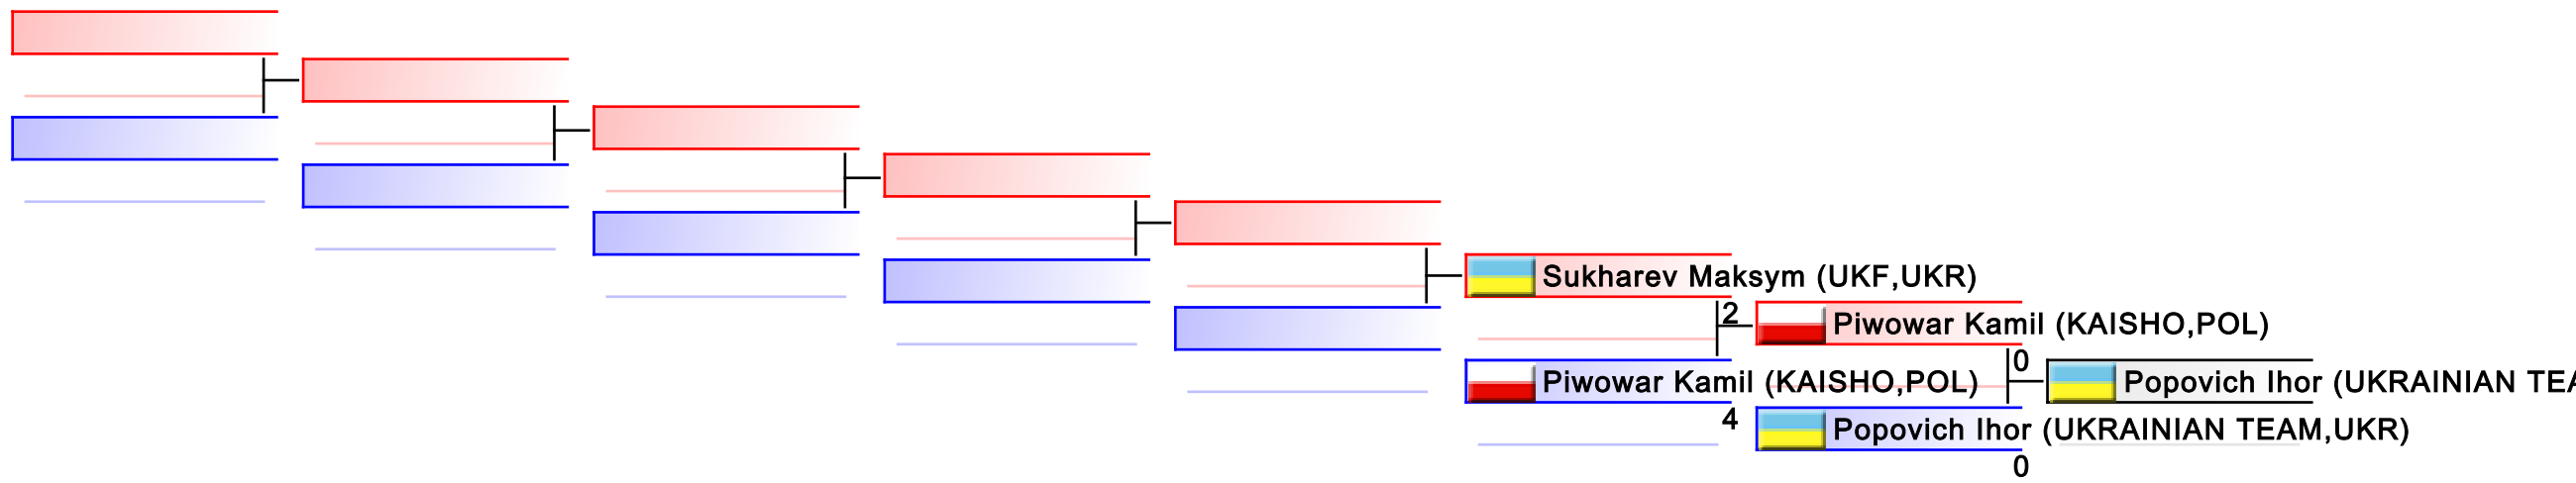 Sukharev Maksym (UKF,UKR)
2
Piwowar Kamil (KAISHO,POL)
0
Piwowar Kamil (KAISHO,POL)
Popovich Ihor (UKRAINIAN
4
Popovich Ihor (UKRAINIAN TEAM,UKR)
0